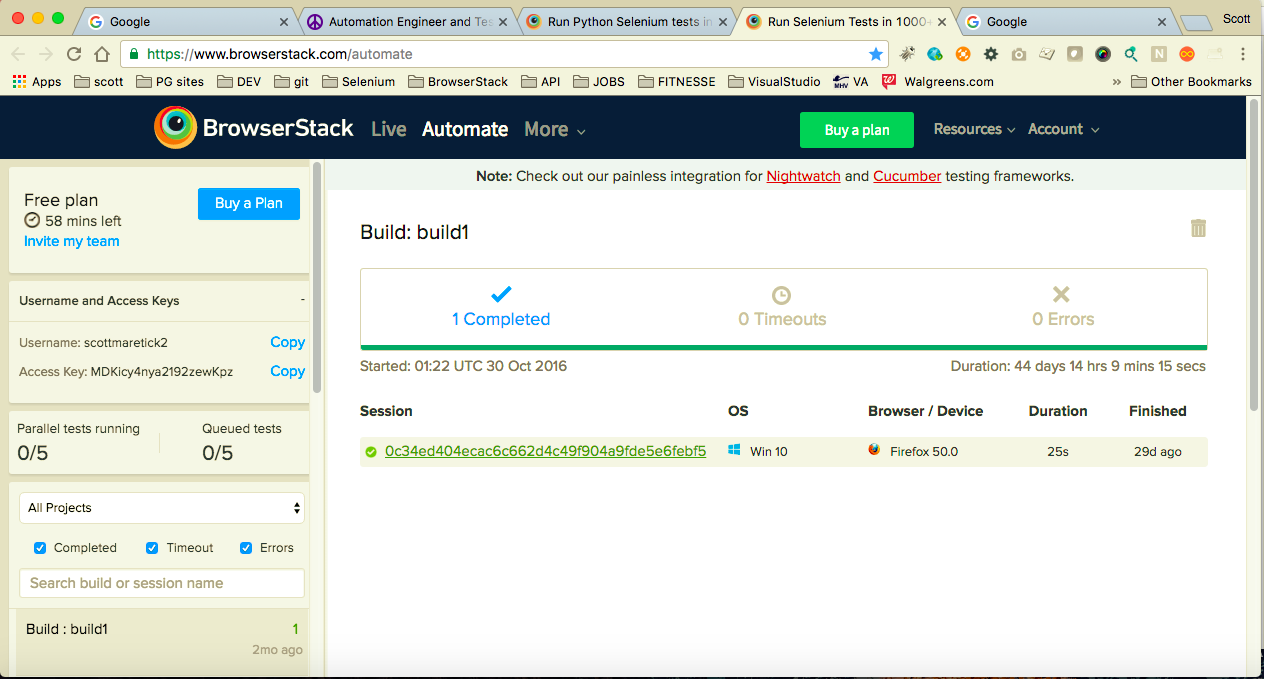 Google
Automation Engineer and Tes
Run Python Selenium tests in
Run Selenium Tests in 1000+
Google
Scott
https://www.browserstack.com/automate
Apps scott PG sites DEV git Selenium BrowserStack API JOBS FITNESSE VisualStudio MHV VA Walgreens.com » Other Bookmarks
BrowserStack Live Automate More Buy a plan Resources Account
Note: Check out our painless integration for Nightwatch and Cucumber testing frameworks.
Free plan
58 mins left
Invite my team
Buy a Plan
Username and Access Keys -
Username: scottmaretick2 Copy
Access Key: MDKicy4nya2192zewKpz Copy
Parallel tests running
0/5
Queued tests
0/5
All Projects
Completed Timeout Errors
Search build or session name
Build : build1 1
2mo ago
Build: build1
1 Completed
0 Timeouts
0 Errors
Started: 01:22 UTC 30 Oct 2016
Duration: 44 days 14 hrs 9 mins 15 secs
Session OS Browser / Device Duration Finished
0c34ed404ecac6c662d4c49f904a9fde5e6febf5 Win 10 Firefox 50.0 25s 29d ago